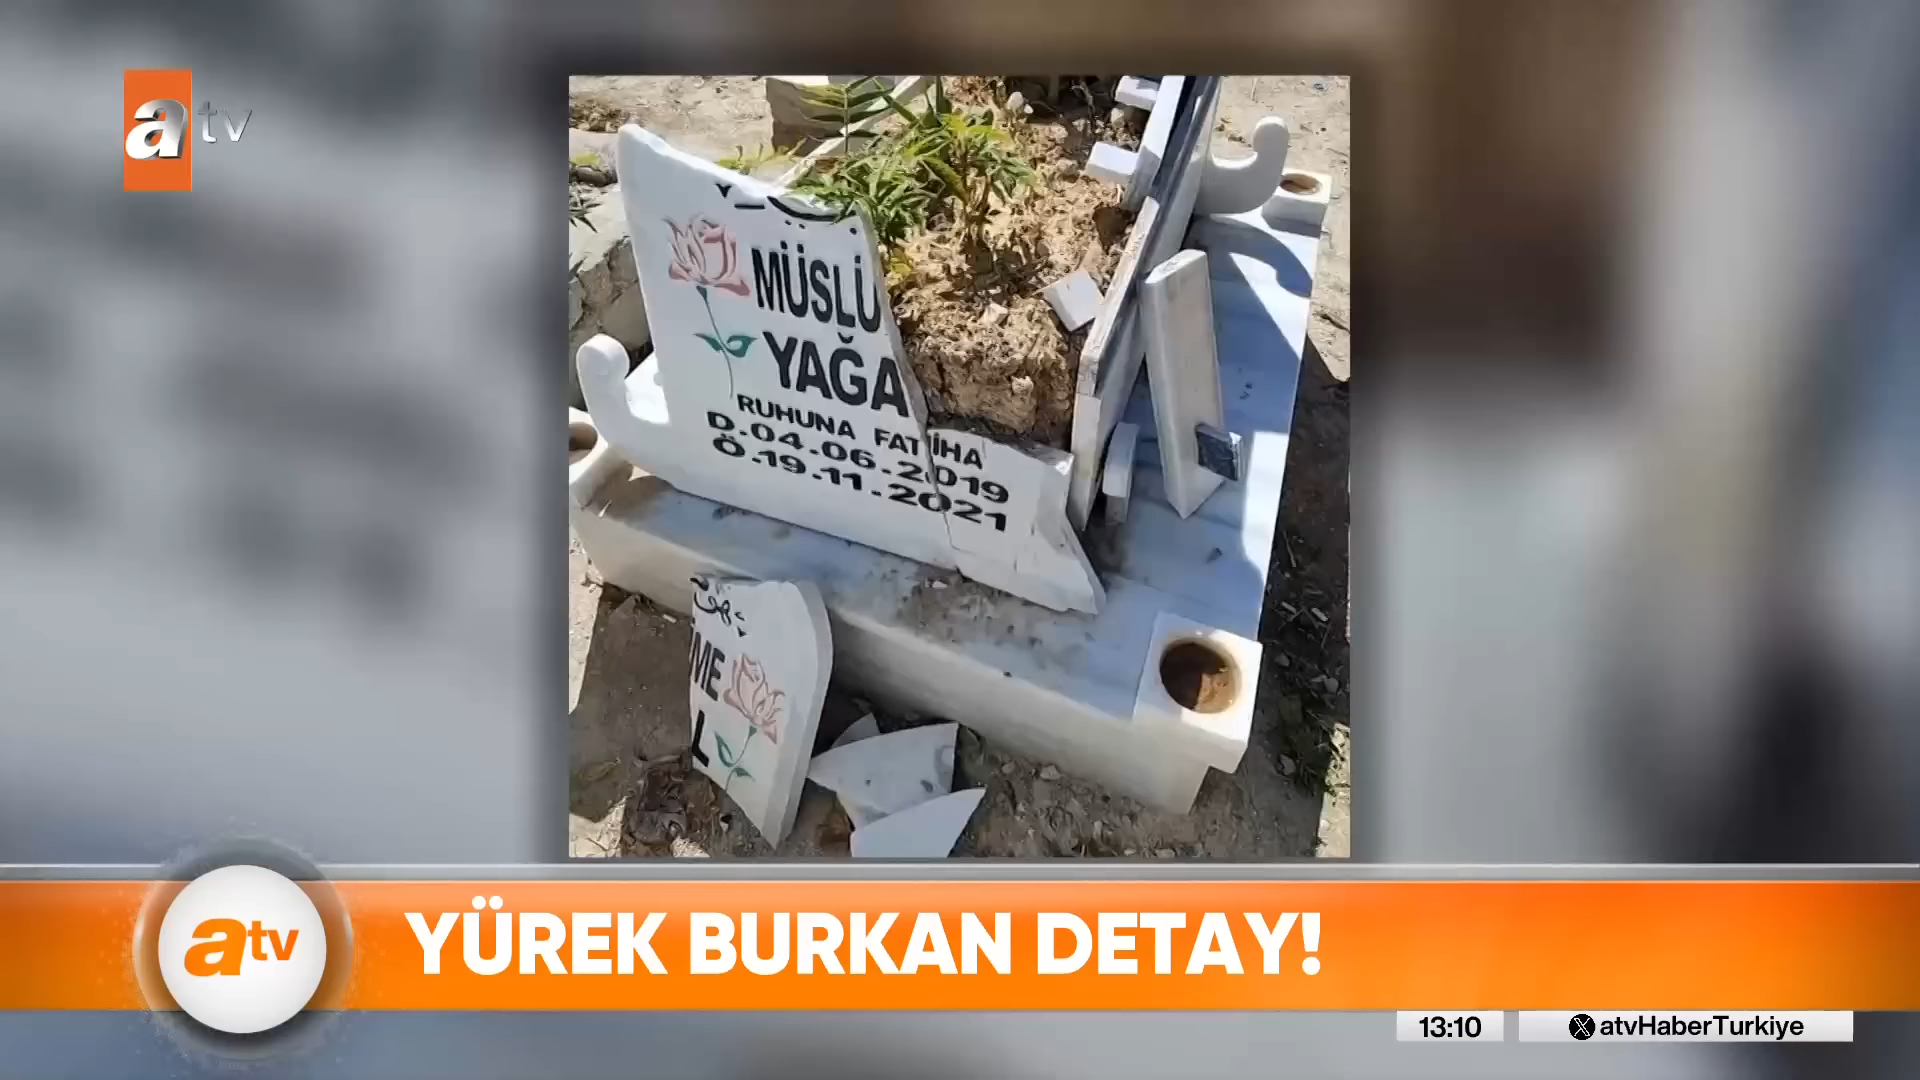 atv
MÜSLÜ
YAĞA
RUHUNA FATİHA
D.04.06.2019
Ö.19.11.2021
ME
L
atv
YÜREK BURKAN DETAY!
13:10
atvHaberTurkiye